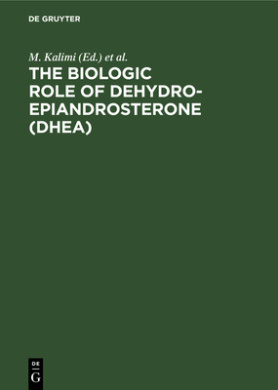 DE GRUYTER
M. Kalimi (Ed.) et al.
THE BIOLOGIC
ROLE OF DEHYDRO-
EPIANDROSTERONE
(DHEA)
DE
G